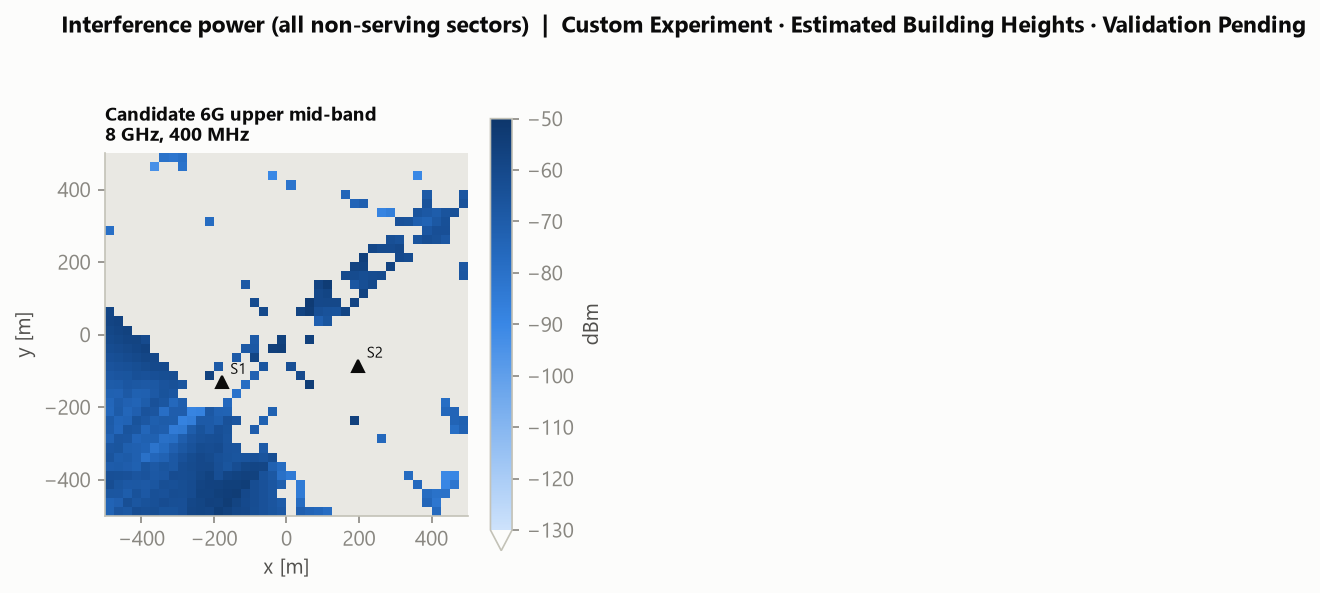 Interference power (all non-serving sectors) | Custom Experiment · Estimated Building Heights · Validation Pending
Candidate 6G upper mid-band
8 GHz, 400 MHz
400
200
0
−200
−400
y [m]
−400 −200 0 200 400
x [m]
S1
S2
−50
−60
−70
−80
−90
−100
−110
−120
−130
dBm